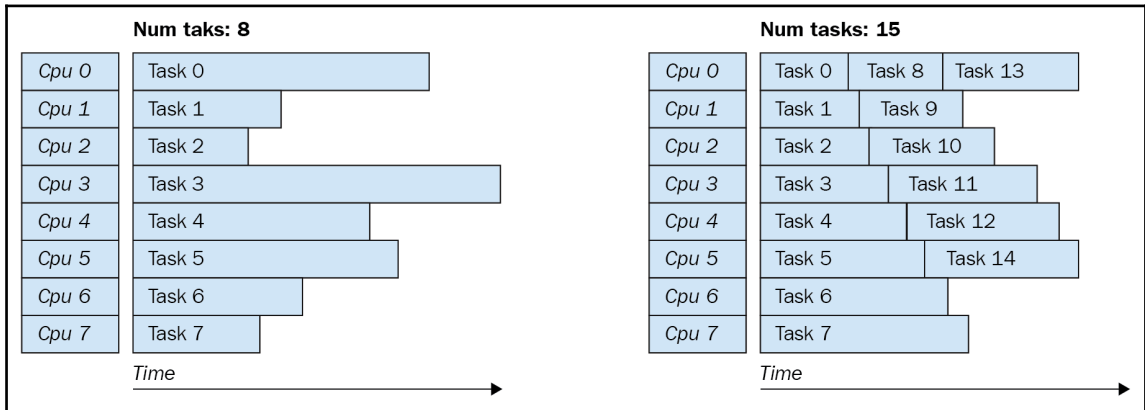 Num taks: 8
Cpu 0 Task 0
Cpu 1 Task 1
Cpu 2 Task 2
Cpu 3 Task 3
Cpu 4 Task 4
Cpu 5 Task 5
Cpu 6 Task 6
Cpu 7 Task 7
Time
Num tasks: 15
Cpu 0 Task 0 Task 8 Task 13
Cpu 1 Task 1 Task 9
Cpu 2 Task 2 Task 10
Cpu 3 Task 3 Task 11
Cpu 4 Task 4 Task 12
Cpu 5 Task 5 Task 14
Cpu 6 Task 6
Cpu 7 Task 7
Time